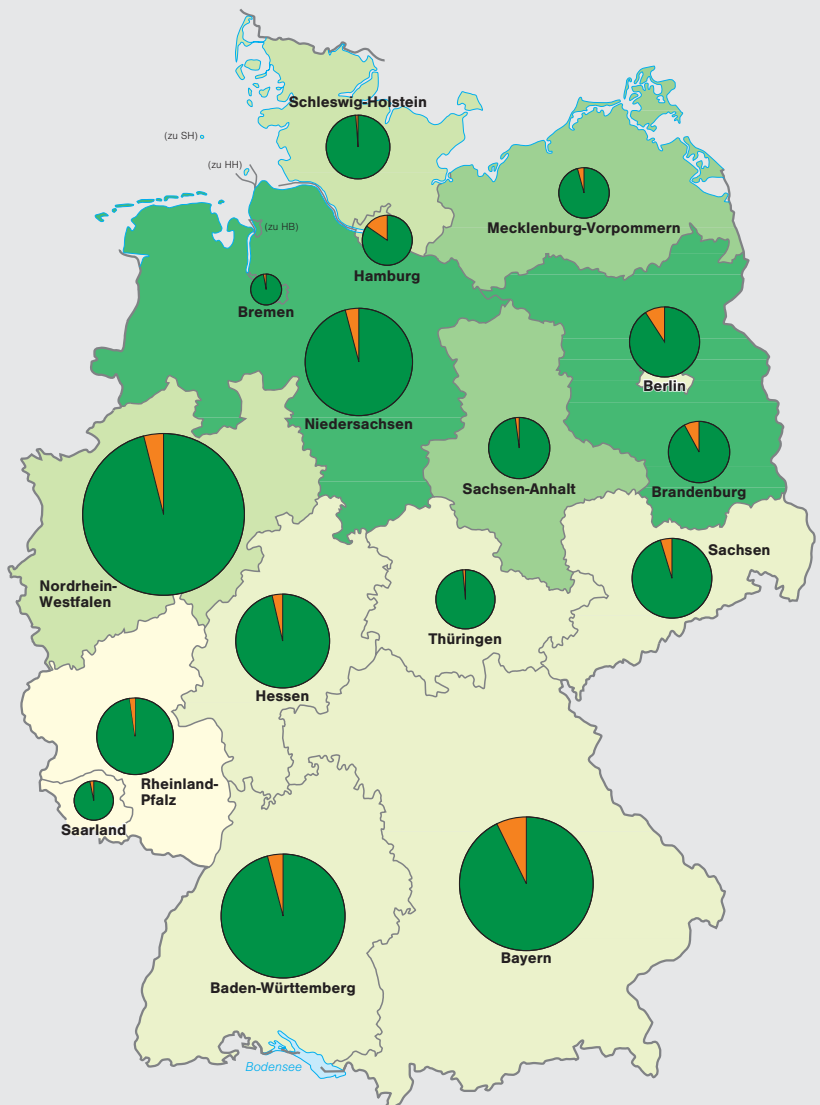 Schleswig-Holstein
(zu SH)
(zu HH)
(zu HB)
Mecklenburg-Vorpommern
Hamburg
Bremen
Niedersachsen
Berlin
Sachsen-Anhalt
Brandenburg
Sachsen
Nordrhein-
Westfalen
Thüringen
Hessen
Rheinland-
Pfalz
Saarland
Bayern
Baden-Württemberg
Bodensee